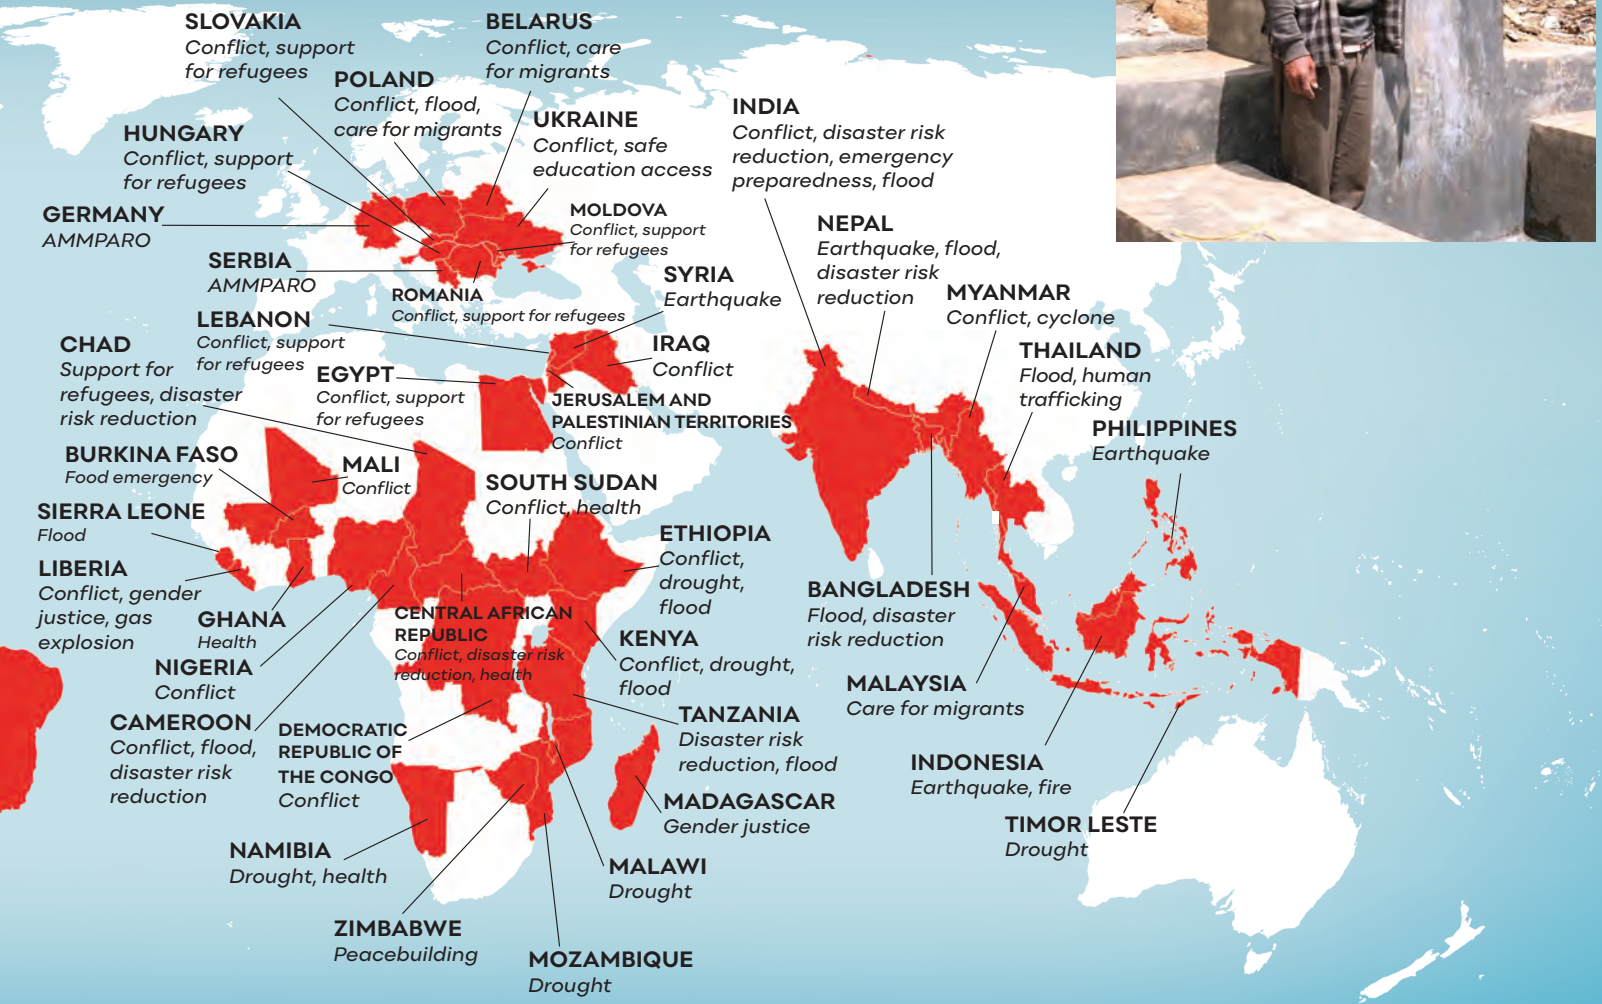 SLOVAKIA
Conflict, support
for refugees
BELARUS
Conflict, care
for migrants
POLAND
Conflict, flood,
care for migrants
UKRAINE
Conflict, safe
education access
INDIA
Conflict, disaster risk
reduction, emergency
preparedness, flood
HUNGARY
Conflict, support
for refugees
GERMANY
AMMPARO
MOLDOVA
Conflict, support
for refugees
NEPAL
Earthquake, flood,
disaster risk
reduction
SERBIA
AMMPARO
ROMANIA
Conflict, support for refugees
SYRIA
Earthquake
MYANMAR
Conflict, cyclone
LEBANON
Conflict, support
for refugees
CHAD
Support for
refugees, disaster
risk reduction
EGYPT
Conflict, support
for refugees
IRAQ
Conflict
THAILAND
Flood, human
trafficking
JERUSALEM AND
PALESTINIAN TERRITORIES
Conflict
PHILIPPINES
Earthquake
BURKINA FASO
Food emergency
MALI
Conflict
SOUTH SUDAN
Conflict, health
SIERRA LEONE
Flood
ETHIOPIA
Conflict,
drought,
flood
LIBERIA
Conflict, gender
justice, gas
explosion
GHANA
Health
CENTRAL AFRICAN
REPUBLIC
Conflict, disaster risk
reduction, health
BANGLADESH
Flood, disaster
risk reduction
KENYA
Conflict, drought,
flood
NIGERIA
Conflict
MALAYSIA
Care for migrants
CAMEROON
Conflict, flood,
disaster risk
reduction
DEMOCRATIC
REPUBLIC OF
THE CONGO
Conflict
TANZANIA
Disaster risk
reduction, flood
INDONESIA
Earthquake, fire
MADAGASCAR
Gender justice
TIMOR LESTE
Drought
NAMIBIA
Drought, health
MALAWI
Drought
ZIMBABWE
Peacebuilding
MOZAMBIQUE
Drought